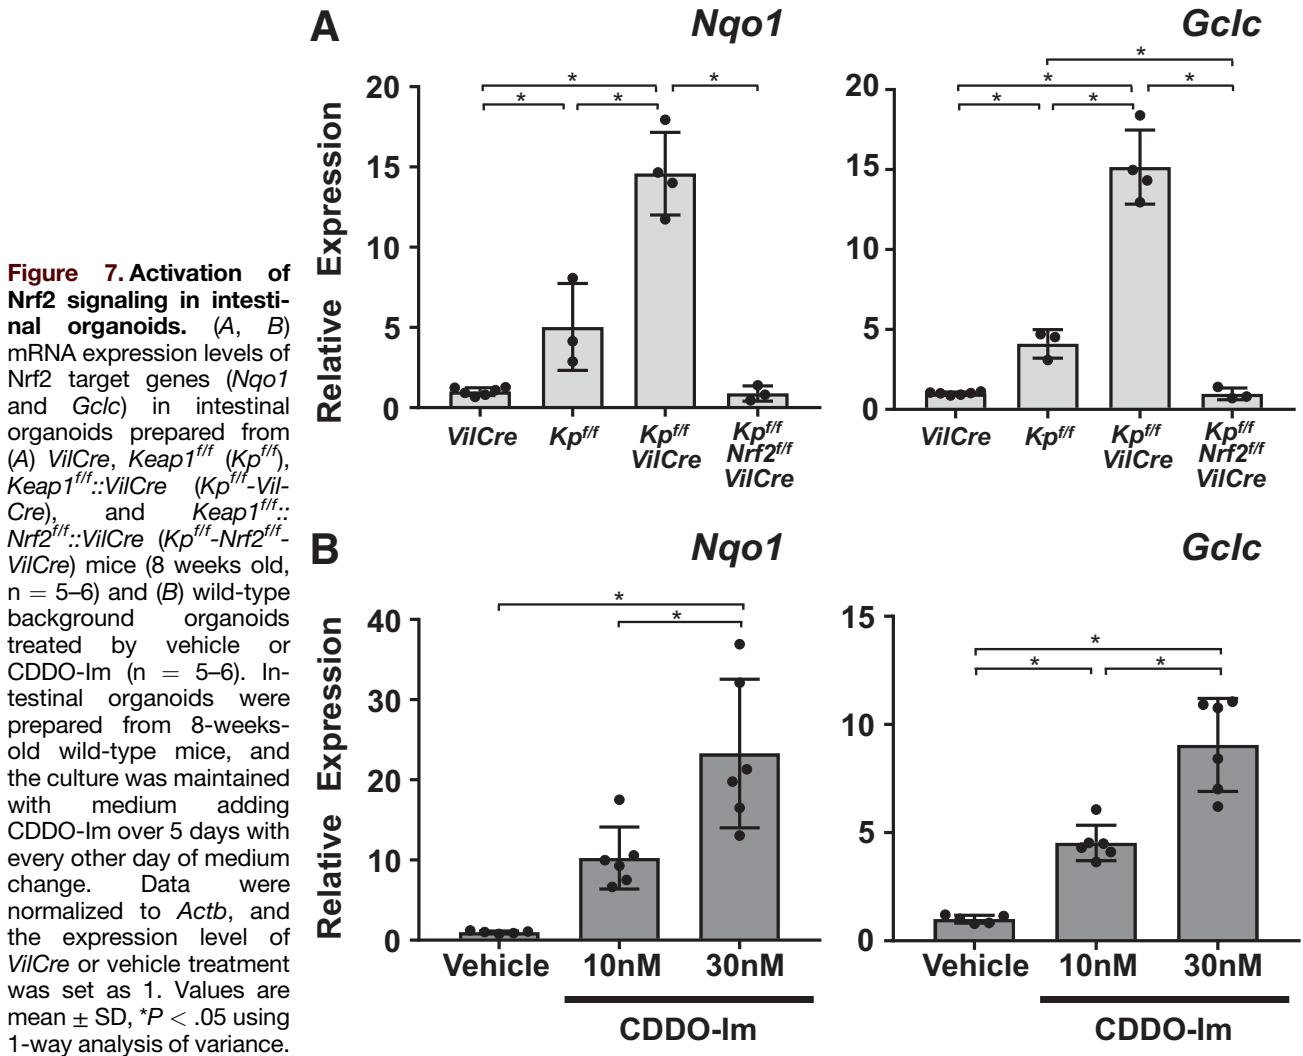 Figure 7. Activation of
Nrf2 signaling in intesti-
nal organoids. (A, B)
mRNA expression levels of
Nrf2 target genes (Nqo1
and Gclc) in intestinal
organoids prepared from
(A) VilCre, Keap1f/f (Kpf/f),
Keap1f/f::VilCre (Kpf/f-Vil-
Cre), and Keap1f/f::
Nrf2f/f::VilCre (Kpf/f-Nrf2f/f-
VilCre) mice (8 weeks old,
n = 5–6) and (B) wild-type
background organoids
treated by vehicle or
CDDO-Im (n = 5–6). In-
testinal organoids were
prepared from 8-weeks-
old wild-type mice, and
the culture was maintained
with medium adding
CDDO-Im over 5 days with
every other day of medium
change. Data were
normalized to Actb, and
the expression level of
VilCre or vehicle treatment
was set as 1. Values are
mean ± SD, *P < .05 using
1-way analysis of variance.
A
Nqo1
Relative Expression
20
15
10
5
0
* 
* * *
VilCre
Kpf/f
Kpf/f
VilCre
Kpf/f
Nrf2f/f
VilCre
Gclc
20
15
10
5
0
*
* *
* *
VilCre
Kpf/f
Kpf/f
VilCre
Kpf/f
Nrf2f/f
VilCre
B
Nqo1
Relative Expression
40
30
20
10
0
*
*
Vehicle
10nM
30nM
CDDO-Im
Gclc
15
10
5
0
*
* *
Vehicle
10nM
30nM
CDDO-Im